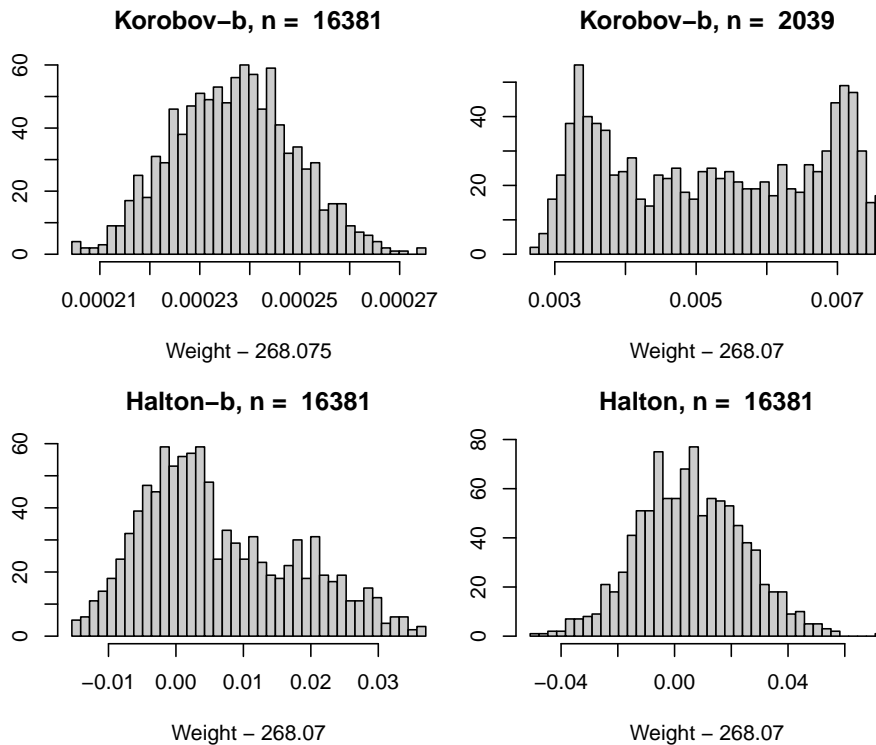 Korobov−b, n = 16381
60
40
20
0
0.00021 0.00023 0.00025 0.00027
Weight − 268.075
Korobov−b, n = 2039
40
20
0
0.003 0.005 0.007
Weight − 268.07
Halton−b, n = 16381
60
40
20
0
−0.01 0.00 0.01 0.02 0.03
Weight − 268.07
Halton, n = 16381
80
60
40
20
0
−0.04 0.00 0.04
Weight − 268.07